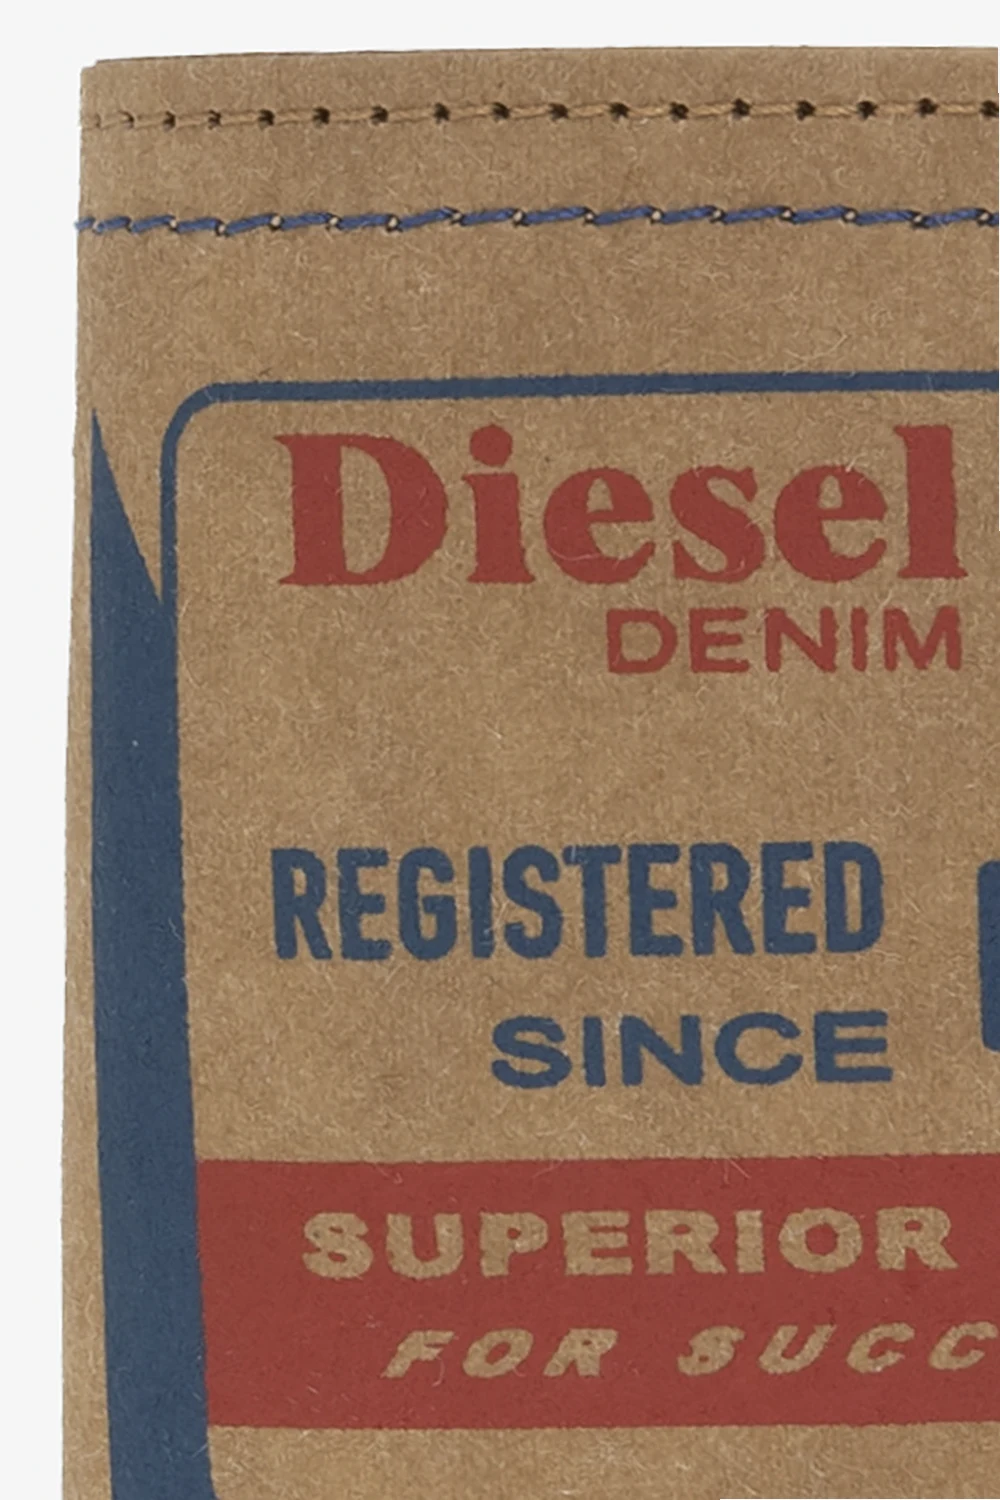 Diesel
DENIM
REGISTERED
SINCE
SUPERIOR
FOR SUCC